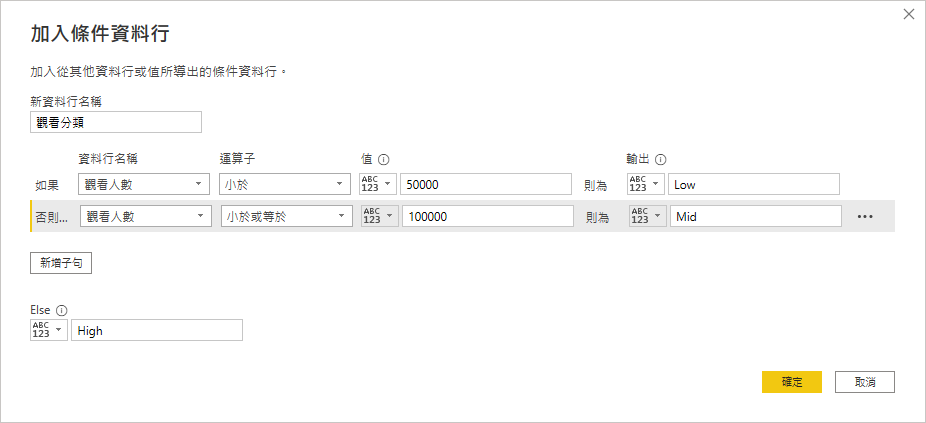 加入條件資料行
加入從其他資料行或值所導出的條件資料行。
新資料行名稱
觀看分類
資料行名稱 運算子 值 輸出
如果 觀看人數 小於 ABC 123 50000 則為 ABC 123 Low
否則... 觀看人數 小於或等於 ABC 123 100000 則為 ABC 123 Mid
新增子句
Else
ABC 123 High
確定 取消